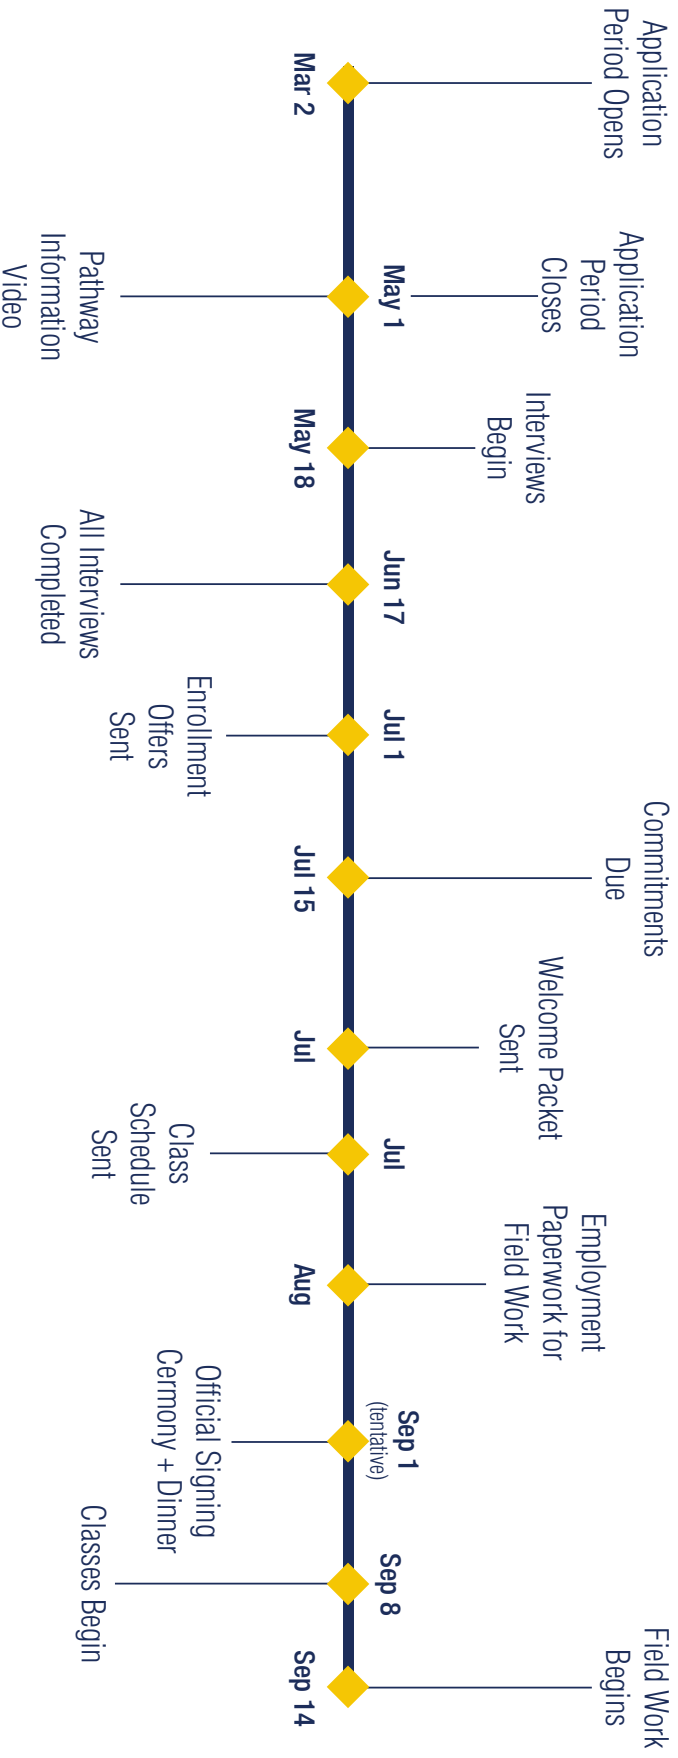 Application
Period Opens
Mar 2
Application
Period
Closes
May 1
Pathway
Information
Video
Interviews
Begin
May 18
Jun 17
All Interviews
Completed
Jul 1
Enrollment
Offers
Sent
Commitments
Due
Jul 15
Welcome Packet
Sent
Jul
Jul
Class
Schedule
Sent
Employment
Paperwork for
Field Work
Aug
Sep 1
(tentative)
Official Signing
Cermony + Dinner
Sep 8
Classes Begin
Field Work
Begins
Sep 14